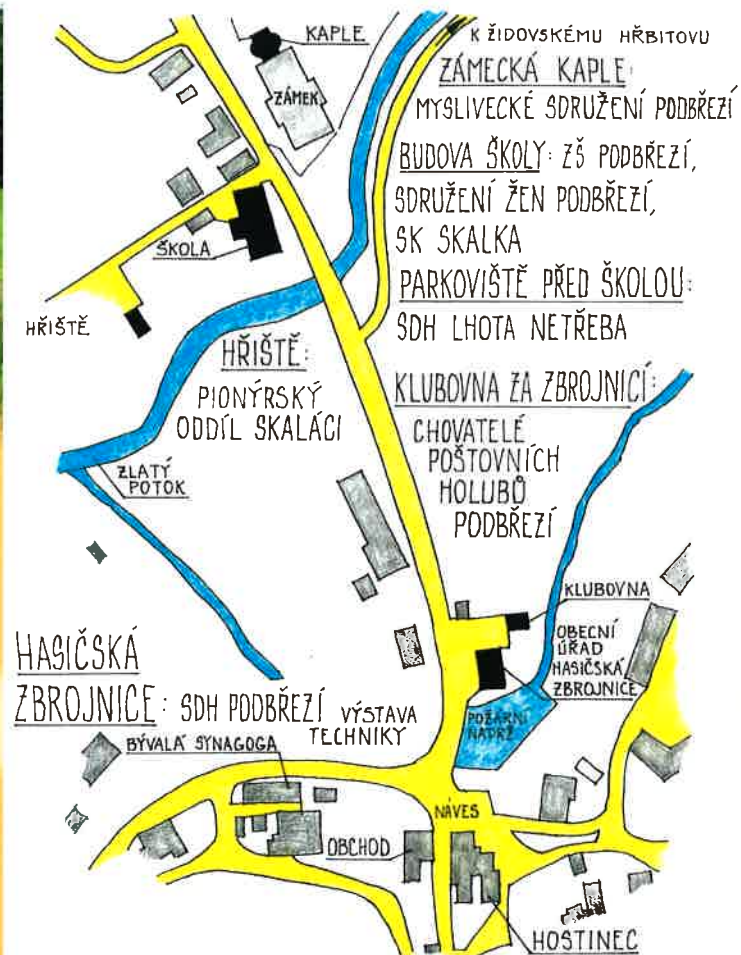 KAPLE
K ŽIDOVSKÉMU HŘBITOVU
ZÁMEK
ZÁMECKÁ KAPLE:
MYSLIVECKÉ SDRUŽENÍ PODBŘEZÍ
BUDOVA ŠKOLY: ZŠ PODBŘEZÍ,
SDRUŽENÍ ŽEN PODBŘEZÍ,
SK SKALKA
PARKOVIŠTĚ PŘED ŠKOLOU:
SDH LHOTA NETŘEBA
ŠKOLA
HŘIŠTĚ
HŘIŠTĚ:
PIONÝRSKÝ
ODDÍL SKALÁCI
KLUBOVNA ZA ZBROJNICÍ:
CHOVATELÉ
POŠTOVNÍCH
HOLUBŮ
PODBŘEZÍ
ZLATÝ
POTOK
KLUBOVNA
OBECNÍ
ÚŘAD
HASIČSKÁ
ZBROJNICE
HASIČSKÁ
ZBROJNICE: SDH PODBŘEZÍ VÝSTAVA
TECHNIKY
POŽÁRNÍ
NÁDRŽ
BÝVALÁ SYNAGOGA
NÁVES
OBCHOD
HOSTINEC